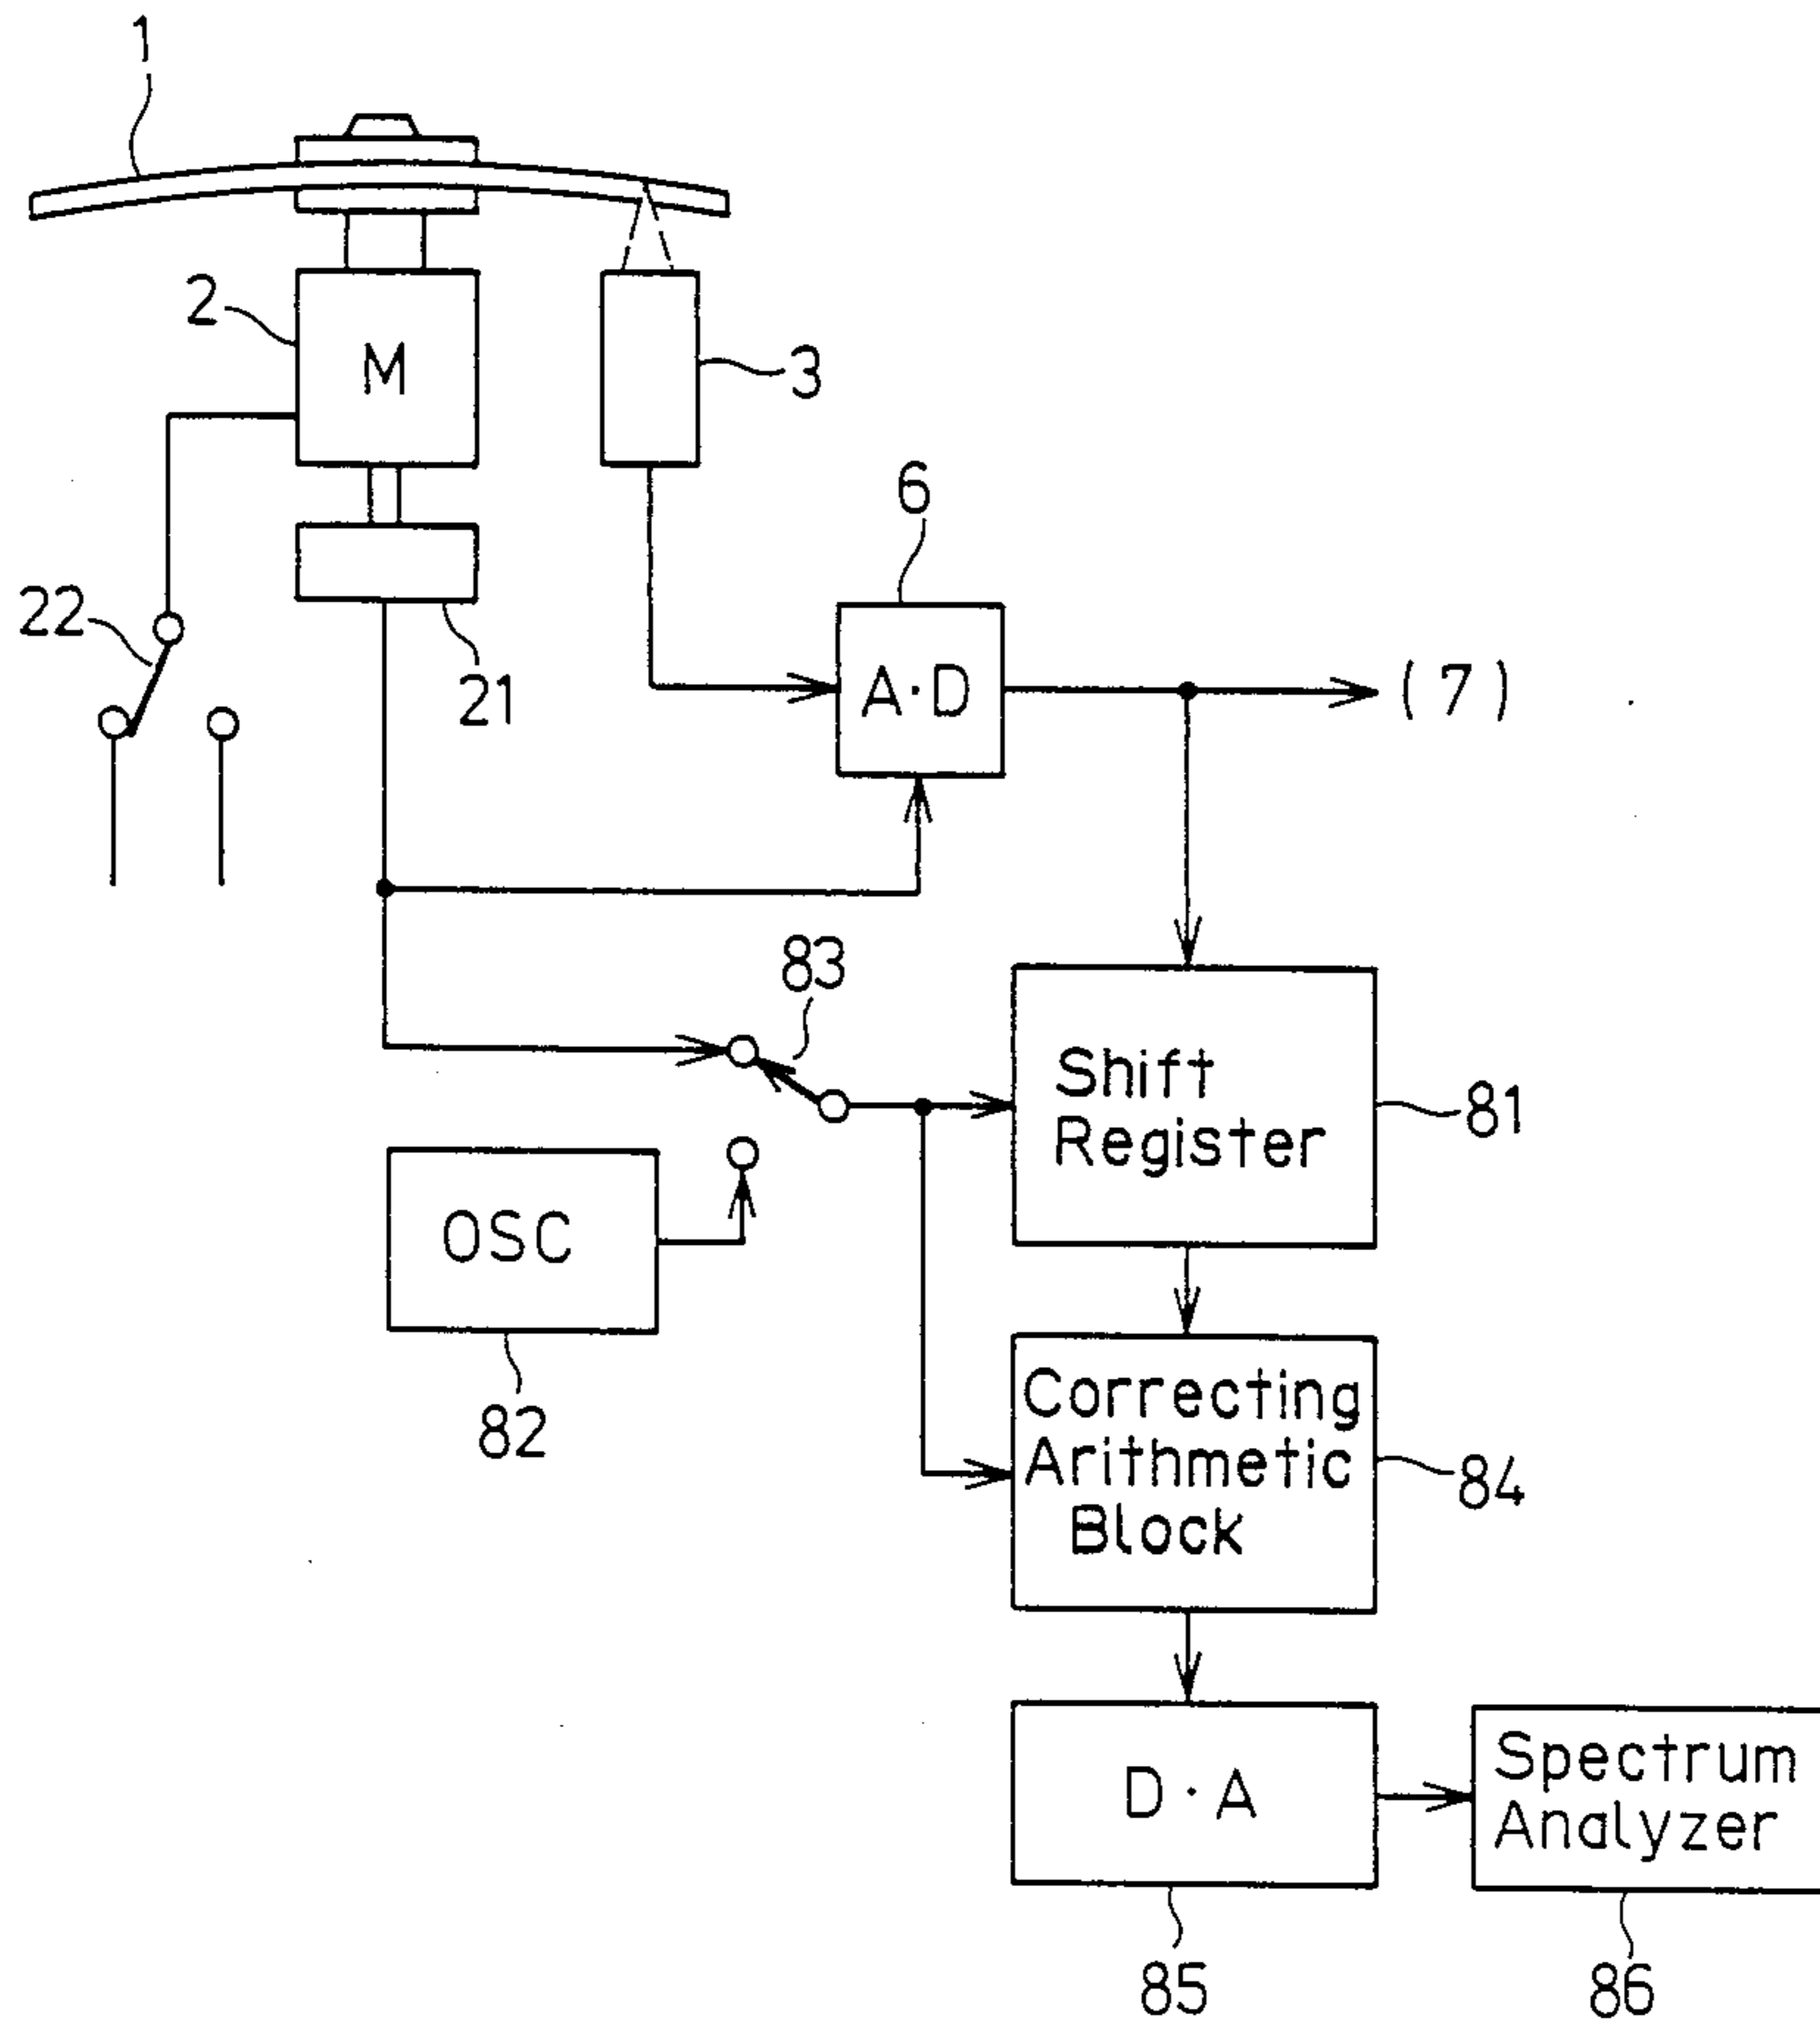 1
2
M
3
6
22
21
A·D
(7)
83
Shift
Register
81
OSC
82
Correcting
Arithmetic
Block
84
D·A
Spectrum
Analyzer
85
86